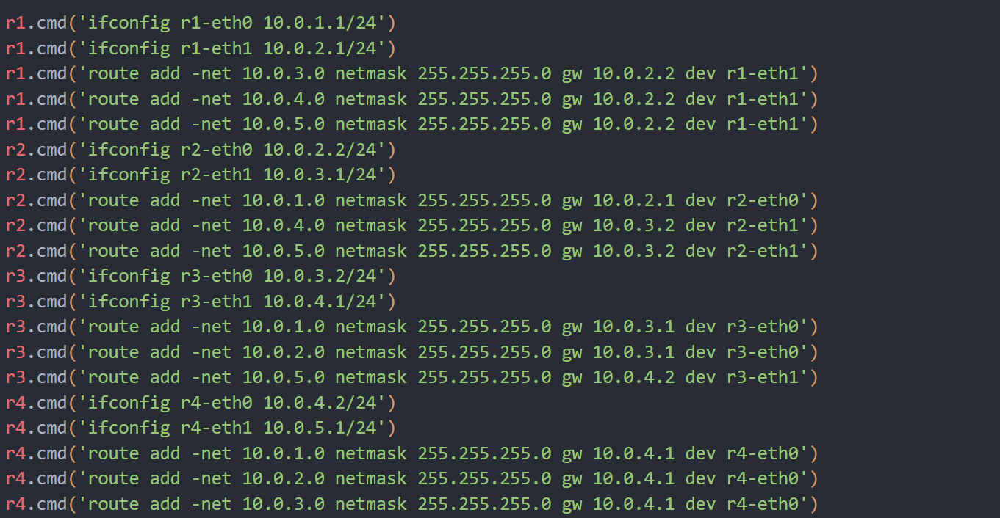 r1.cmd('ifconfig r1-eth0 10.0.1.1/24')
r1.cmd('ifconfig r1-eth1 10.0.2.1/24')
r1.cmd('route add -net 10.0.3.0 netmask 255.255.255.0 gw 10.0.2.2 dev r1-eth1')
r1.cmd('route add -net 10.0.4.0 netmask 255.255.255.0 gw 10.0.2.2 dev r1-eth1')
r1.cmd('route add -net 10.0.5.0 netmask 255.255.255.0 gw 10.0.2.2 dev r1-eth1')
r2.cmd('ifconfig r2-eth0 10.0.2.2/24')
r2.cmd('ifconfig r2-eth1 10.0.3.1/24')
r2.cmd('route add -net 10.0.1.0 netmask 255.255.255.0 gw 10.0.2.1 dev r2-eth0')
r2.cmd('route add -net 10.0.4.0 netmask 255.255.255.0 gw 10.0.3.2 dev r2-eth1')
r2.cmd('route add -net 10.0.5.0 netmask 255.255.255.0 gw 10.0.3.2 dev r2-eth1')
r3.cmd('ifconfig r3-eth0 10.0.3.2/24')
r3.cmd('ifconfig r3-eth1 10.0.4.1/24')
r3.cmd('route add -net 10.0.1.0 netmask 255.255.255.0 gw 10.0.3.1 dev r3-eth0')
r3.cmd('route add -net 10.0.2.0 netmask 255.255.255.0 gw 10.0.3.1 dev r3-eth0')
r3.cmd('route add -net 10.0.5.0 netmask 255.255.255.0 gw 10.0.4.2 dev r3-eth1')
r4.cmd('ifconfig r4-eth0 10.0.4.2/24')
r4.cmd('ifconfig r4-eth1 10.0.5.1/24')
r4.cmd('route add -net 10.0.1.0 netmask 255.255.255.0 gw 10.0.4.1 dev r4-eth0')
r4.cmd('route add -net 10.0.2.0 netmask 255.255.255.0 gw 10.0.4.1 dev r4-eth0')
r4.cmd('route add -net 10.0.3.0 netmask 255.255.255.0 gw 10.0.4.1 dev r4-eth0')